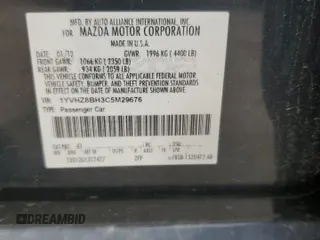 MFD. BY AUTO ALLIANCE INTERNATIONAL, INC.
FOR MAZDA MOTOR CORPORATION
MADE IN U.S.A.
DATE: 01/12 GVWR: 1996 KG (4400 LB)
FRONT GAWR: 1066 KG (2350 LB)
REAR GAWR: 934 KG (2059 LB)
THIS VEHICLE CONFORMS TO ALL APPLICABLE FEDERAL MOTOR
VEHICLE SAFETY, BUMPER, AND THEFT PREVENTION
STANDARDS IN EFFECT ON THE DATE OF MANUFACTURE SHOWN ABOVE.
VIN: 1YVHZ8BH3C5M29676
TYPE: Passenger Car
DREAMBID